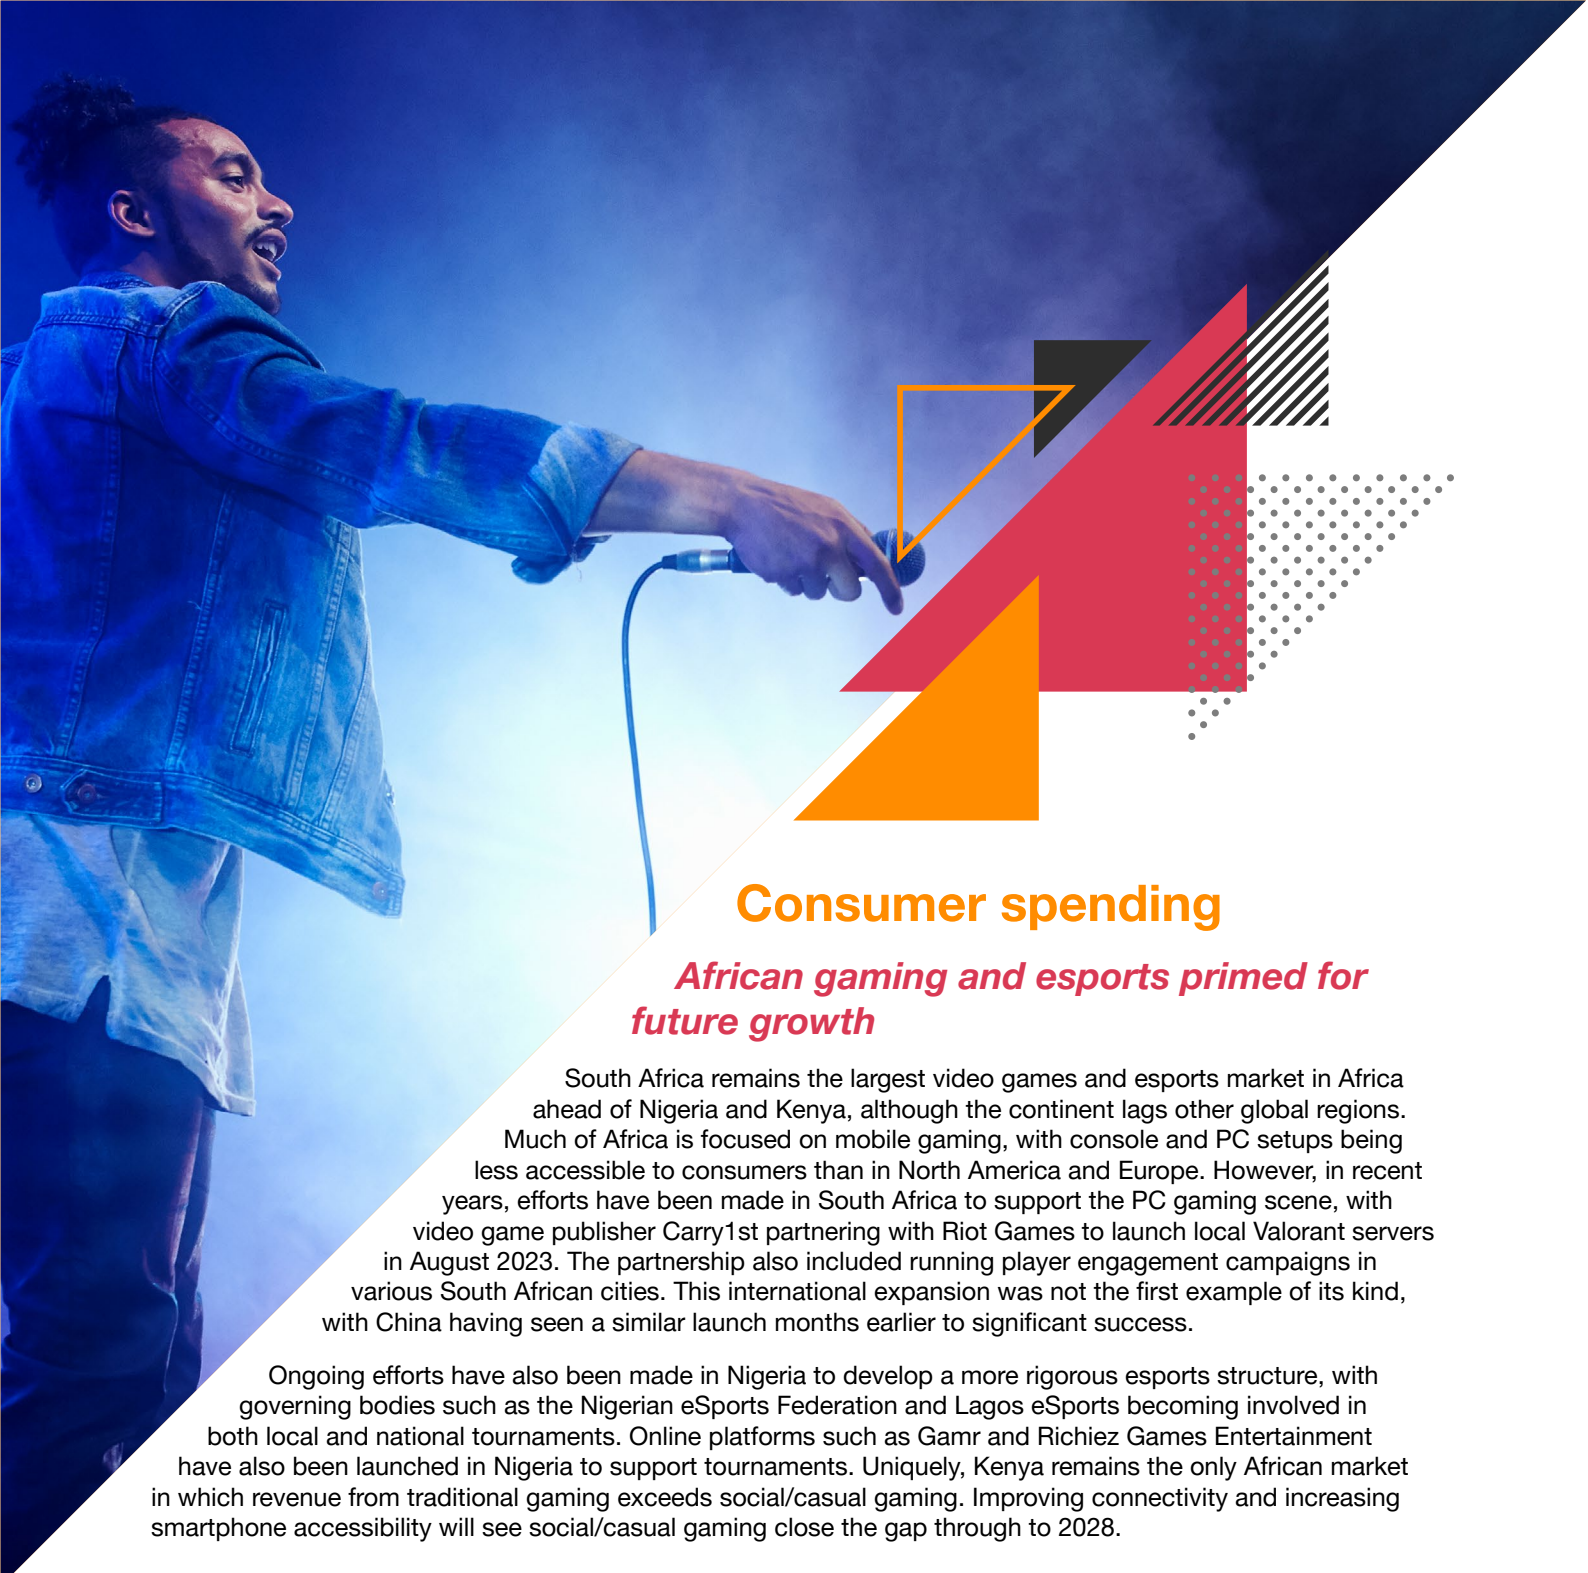 Consumer spending
African gaming and esports primed for
future growth
South Africa remains the largest video games and esports market in Africa
ahead of Nigeria and Kenya, although the continent lags other global regions.
Much of Africa is focused on mobile gaming, with console and PC setups being
less accessible to consumers than in North America and Europe. However, in recent
years, efforts have been made in South Africa to support the PC gaming scene, with
video game publisher Carry1st partnering with Riot Games to launch local Valorant servers
in August 2023. The partnership also included running player engagement campaigns in
various South African cities. This international expansion was not the first example of its kind,
with China having seen a similar launch months earlier to significant success.
Ongoing efforts have also been made in Nigeria to develop a more rigorous esports structure, with
governing bodies such as the Nigerian eSports Federation and Lagos eSports becoming involved in
both local and national tournaments. Online platforms such as Gamr and Richiez Games Entertainment
have also been launched in Nigeria to support tournaments. Uniquely, Kenya remains the only African market
in which revenue from traditional gaming exceeds social/casual gaming. Improving connectivity and increasing
smartphone accessibility will see social/casual gaming close the gap through to 2028.